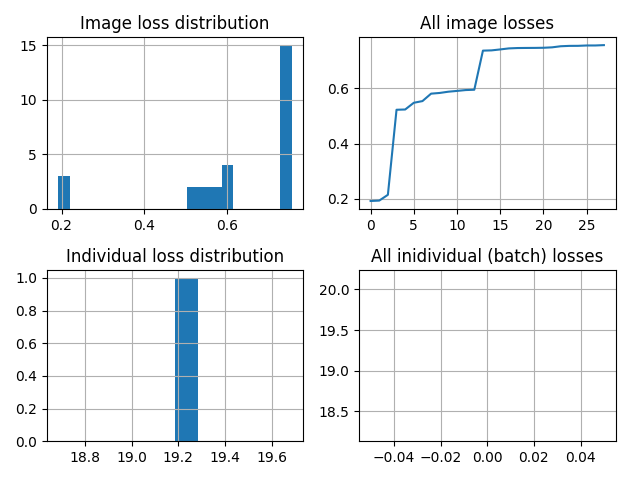 Image loss distribution
15
10
5
0
0.2 0.4 0.6
All image losses
0.6
0.4
0.2
0 5 10 15 20 25
Individual loss distribution
1.0
0.8
0.6
0.4
0.2
0.0
18.8 19.0 19.2 19.4 19.6
All inidividual (batch) losses
20.0
19.5
19.0
18.5
−0.04 −0.02 0.00 0.02 0.04